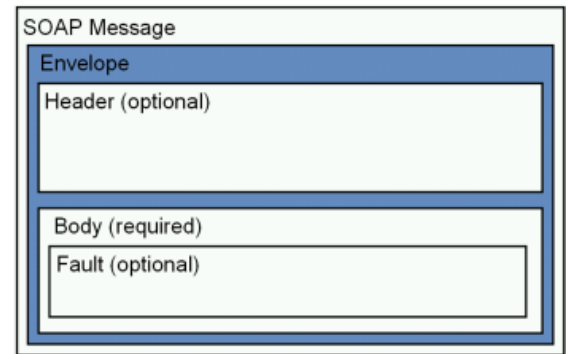 SOAP Message
Envelope
Header (optional)
Body (required)
Fault (optional)